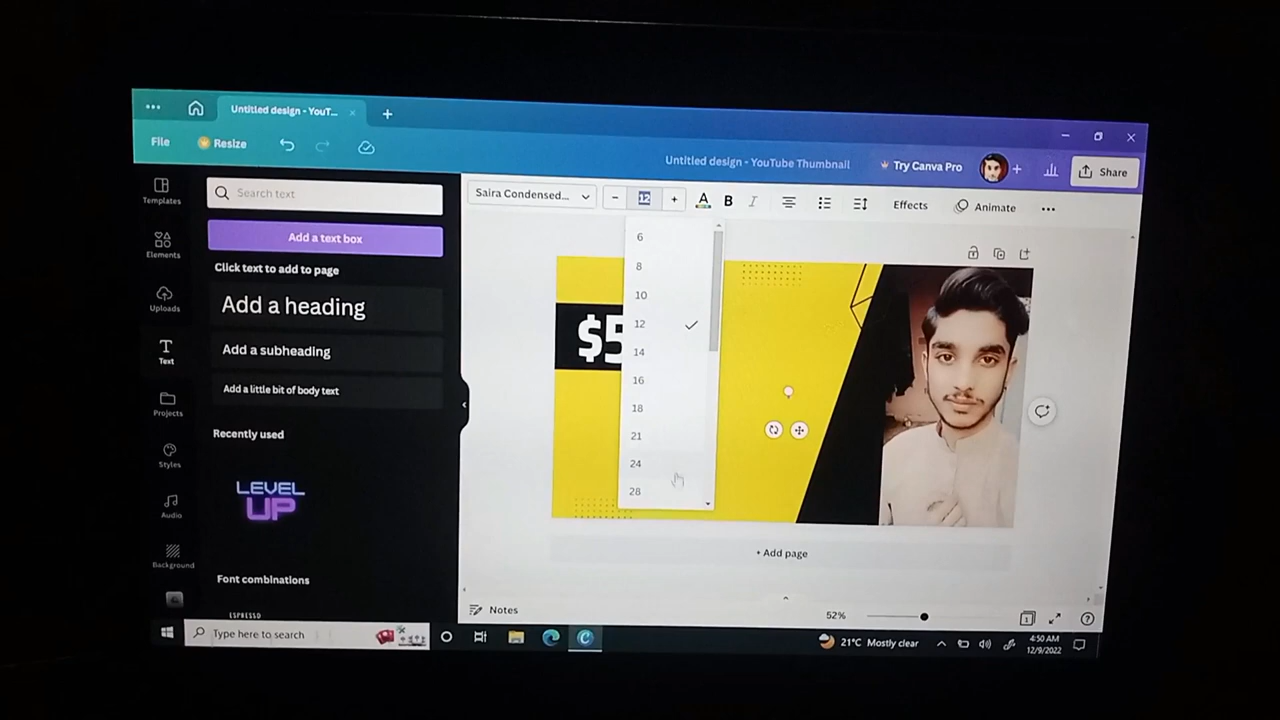 Untitled design - YouT...
File
Resize
Untitled design - YouTube Thumbnail
Try Canva Pro
Share
Templates
Elements
Uploads
Text
Projects
Styles
Audio
Background
Search text
Add a text box
Click text to add to page
Add a heading
Add a subheading
Add a little bit of body text
Recently used
LEVEL
UP
Font combinations
ESPRESSO
Saira Condensed...
- 12 + A B I
Effects
Animate
6
8
10
12
14
16
18
21
24
28
$5
+ Add page
Notes
52%
1
?
Type here to search
21°C Mostly clear
4:50 AM
12/9/2022